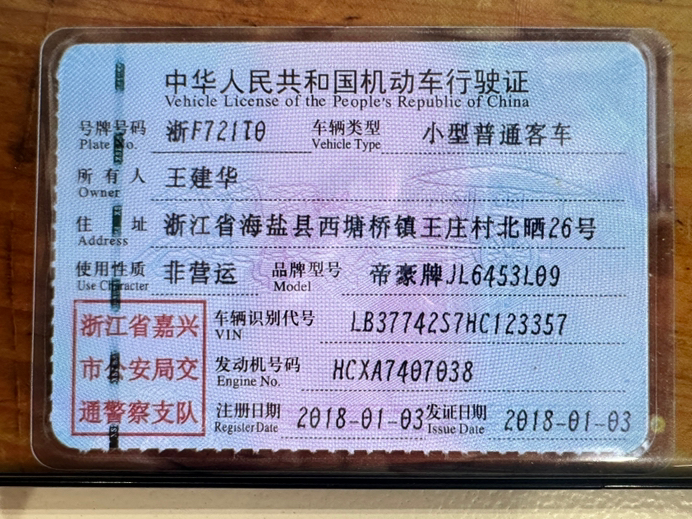 中华人民共和国机动车行驶证
Vehicle License of the People's Republic of China
号牌号码 浙F721T0 车辆类型 小型普通客车
Plate No. Vehicle Type
所有人 王建华
Owner
住址 浙江省海盐县西塘桥镇王庄村北晒26号
Address
使用性质 非营运 品牌型号 帝豪牌JL6453L09
Use Character Model
浙江省嘉兴
市公安局交
通警察支队
车辆识别代号 LB37742S7HC123357
VIN
发动机号码 HCXA7407038
Engine No.
注册日期 2018-01-03 发证日期 2018-01-03
Register Date Issue Date